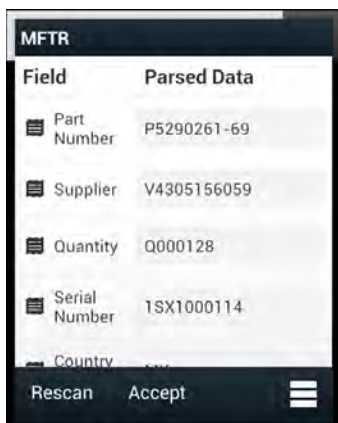 MFTR
Field Parsed Data
Part
Number P5290261-69
Supplier V4305156059
Quantity Q000128
Serial
Number 1SX1000114
Country
Rescan Accept